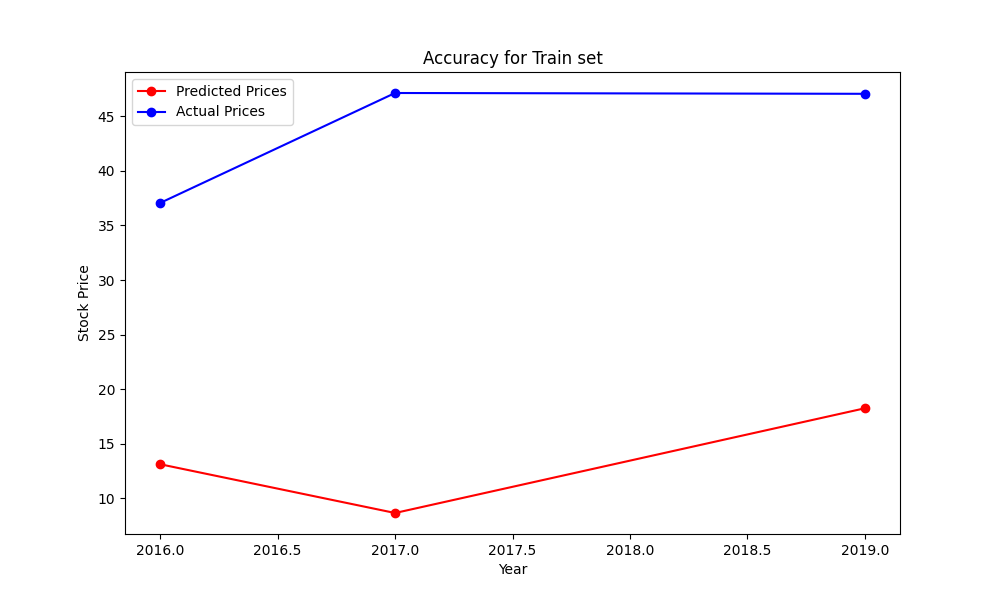 Accuracy for Train set
Predicted Prices
Actual Prices
45
40
35
30
25
20
15
10
Stock Price
2016.0 2016.5 2017.0 2017.5 2018.0 2018.5 2019.0
Year